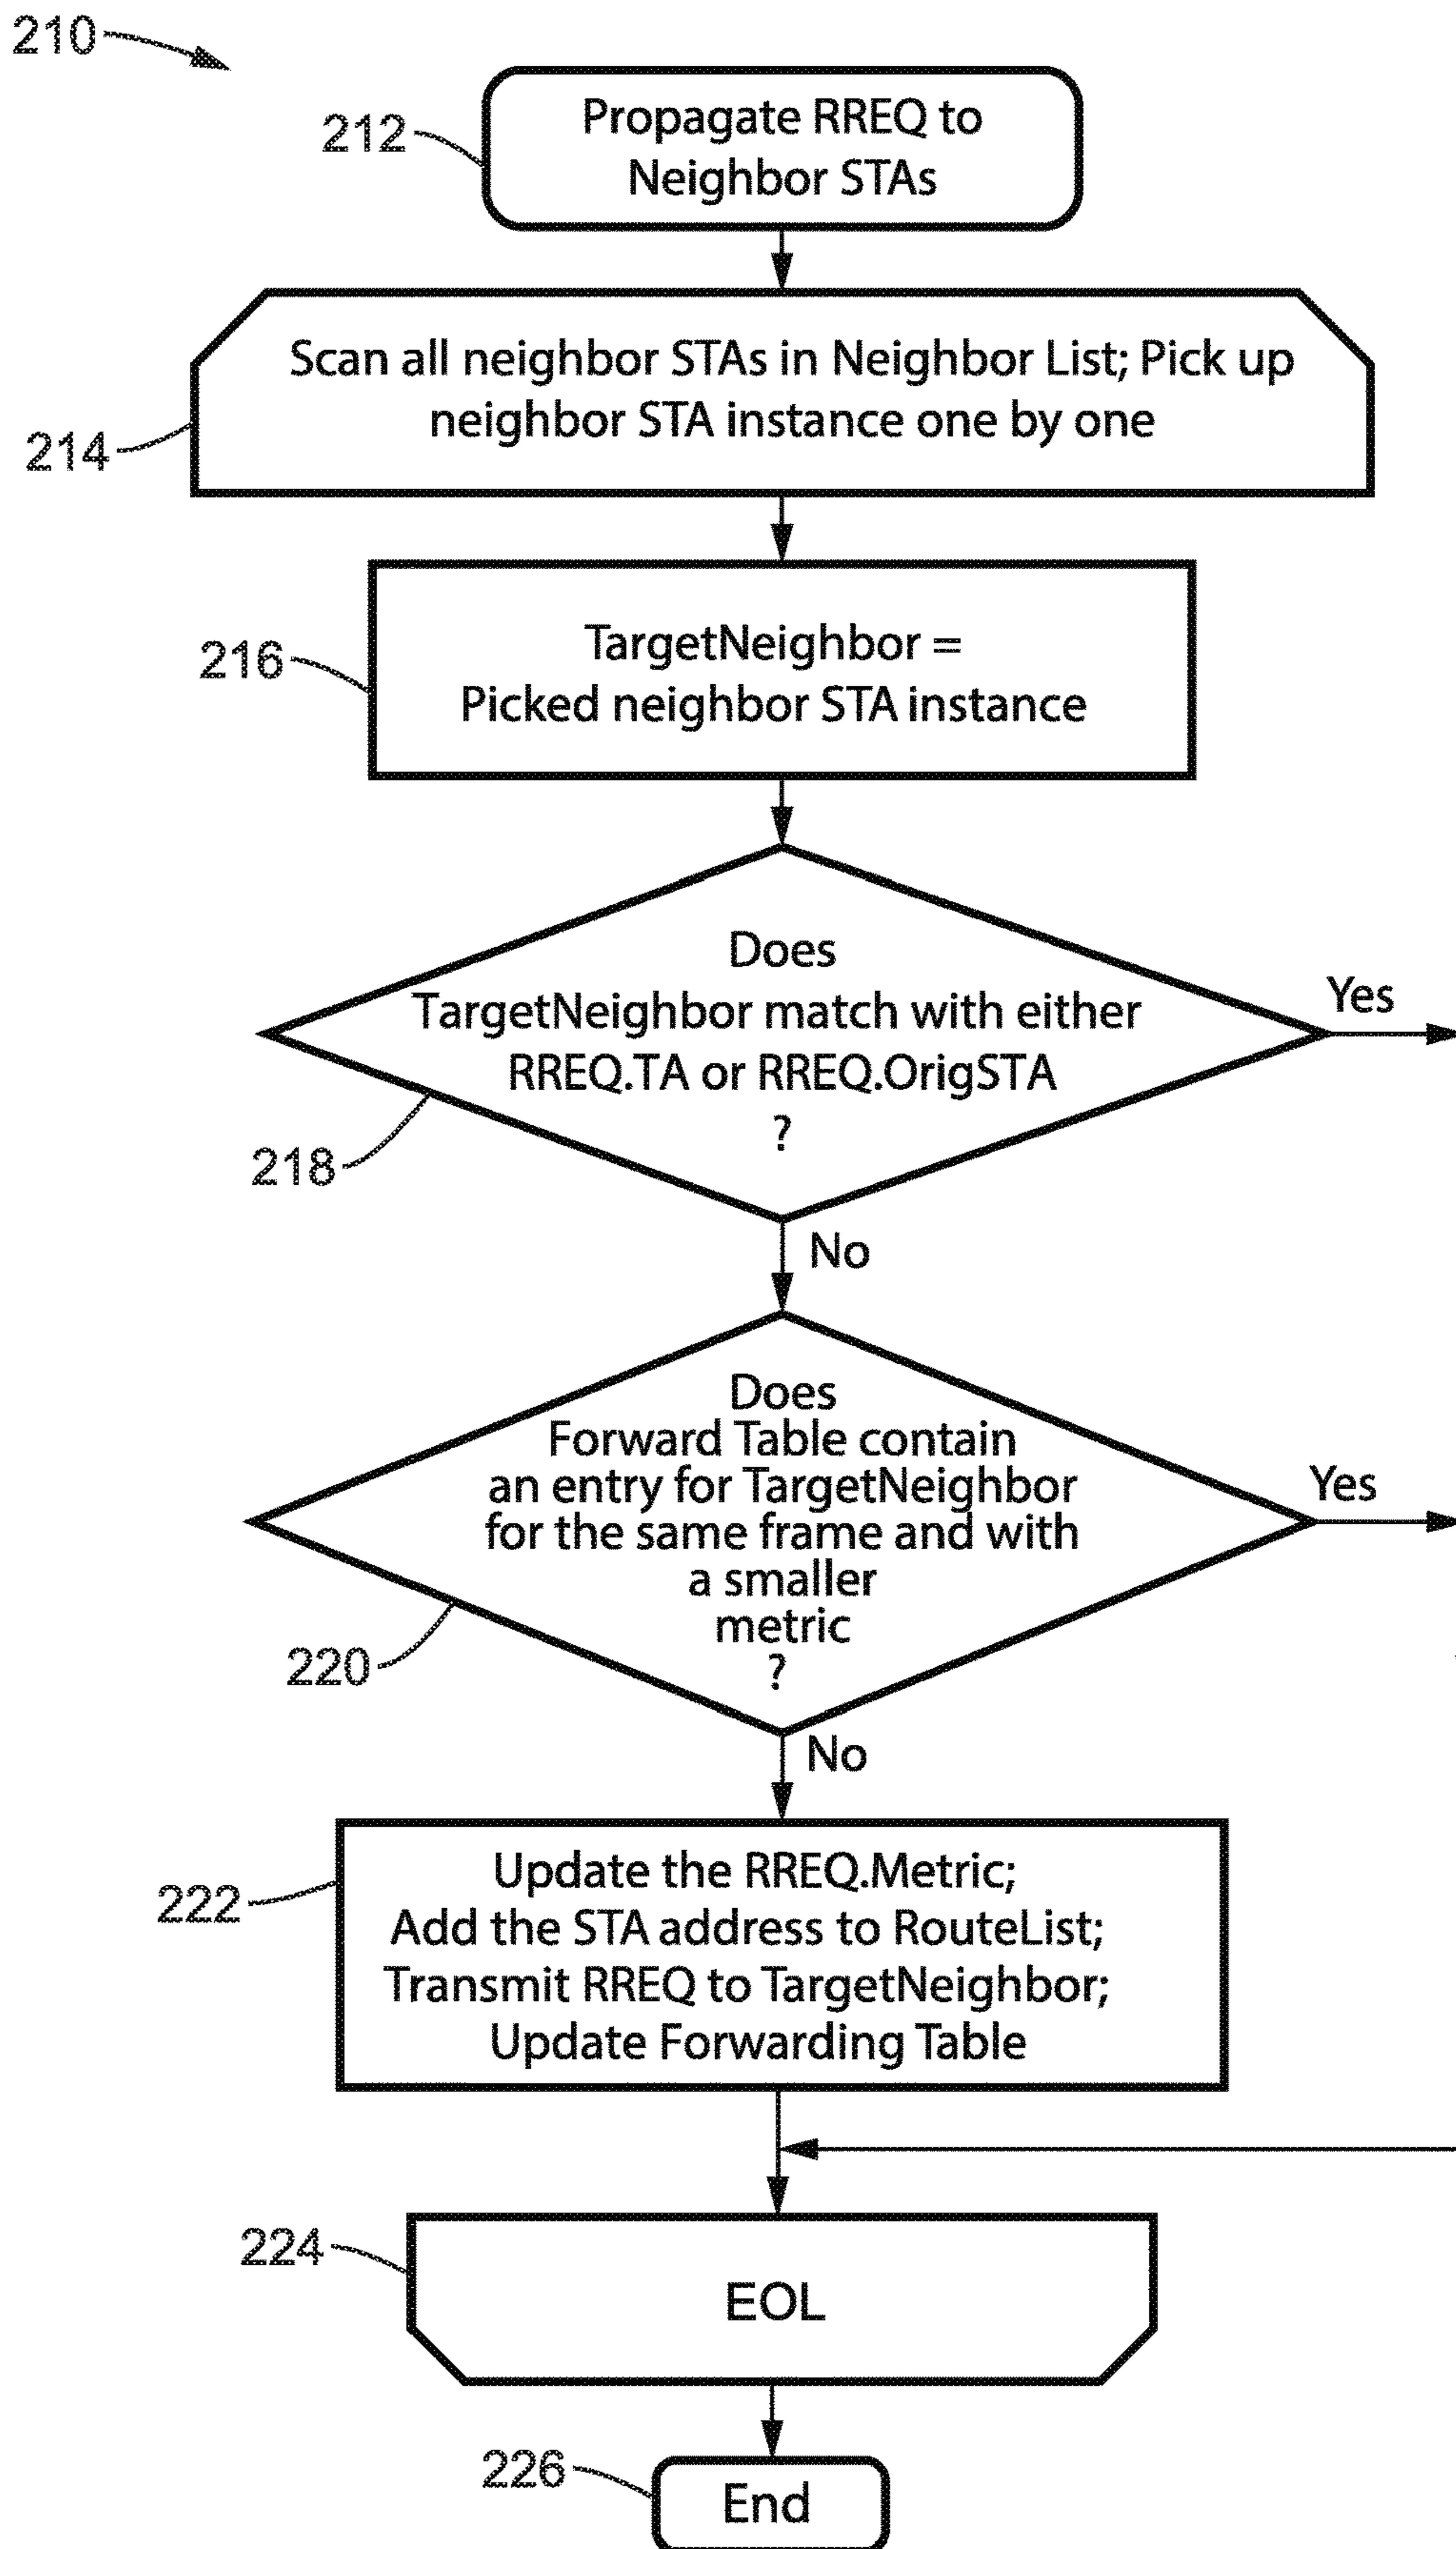 210
212
Propagate RREQ to
Neighbor STAs
214
Scan all neighbor STAs in Neighbor List; Pick up
neighbor STA instance one by one
216
TargetNeighbor =
Picked neighbor STA instance
218
Does
TargetNeighbor match with either
RREQ.TA or RREQ.OrigSTA
?
Yes
No
220
Does
Forward Table contain
an entry for TargetNeighbor
for the same frame and with
a smaller
metric
?
Yes
No
222
Update the RREQ.Metric;
Add the STA address to RouteList;
Transmit RREQ to TargetNeighbor;
Update Forwarding Table
224
EOL
226
End